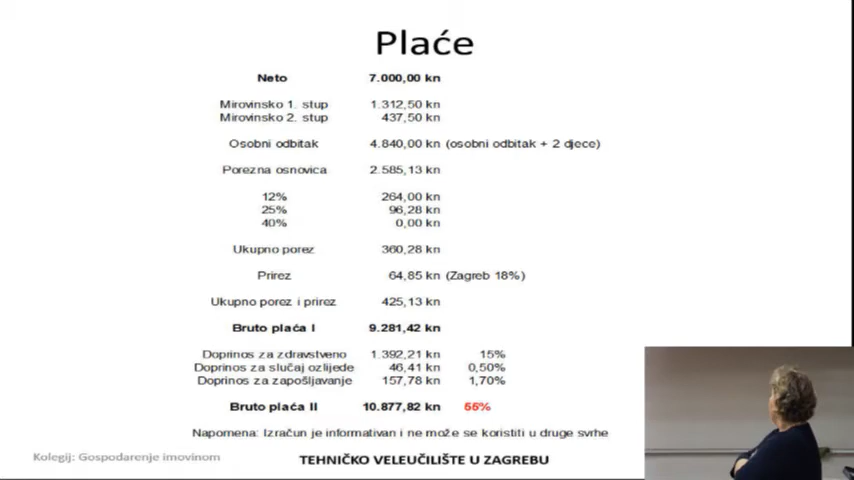 Plaće
Neto 7.000,00 kn
Mirovinsko 1. stup 1.312,50 kn
Mirovinsko 2. stup 437,50 kn
Osobni odbitak 4.840,00 kn (osobni odbitak + 2 djece)
Porezna osnovica 2.585,13 kn
12% 264,00 kn
25% 96,28 kn
40% 0,00 kn
Ukupno porez 360,28 kn
Prirez 64,85 kn (Zagreb 18%)
Ukupno porez i prirez 425,13 kn
Bruto plaća I 9.281,42 kn
Doprinos za zdravstveno 1.392,21 kn 15%
Doprinos za slučaj ozlijede 46,41 kn 0,50%
Doprinos za zapošljavanje 157,78 kn 1,70%
Bruto plaća II 10.877,82 kn 55%
Napomena: Izračun je informativan i ne može se koristiti u druge svrhe
Kolegij: Gospodarenje imovinom
TEHNIČKO VELEUČILIŠTE U ZAGREBU